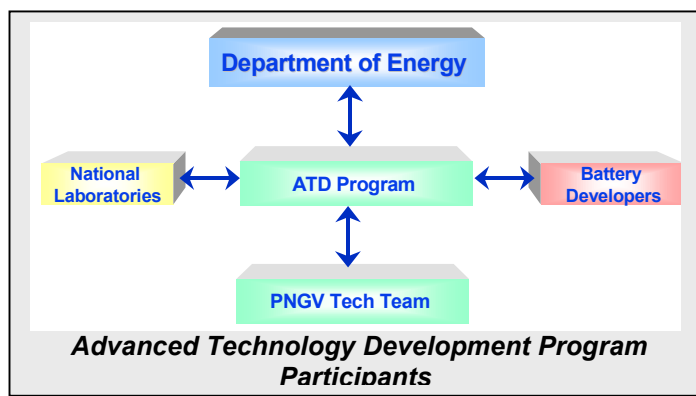 Department of Energy
National
Laboratories
ATD Program
Battery
Developers
PNGV Tech Team
Advanced Technology Development Program
Participants